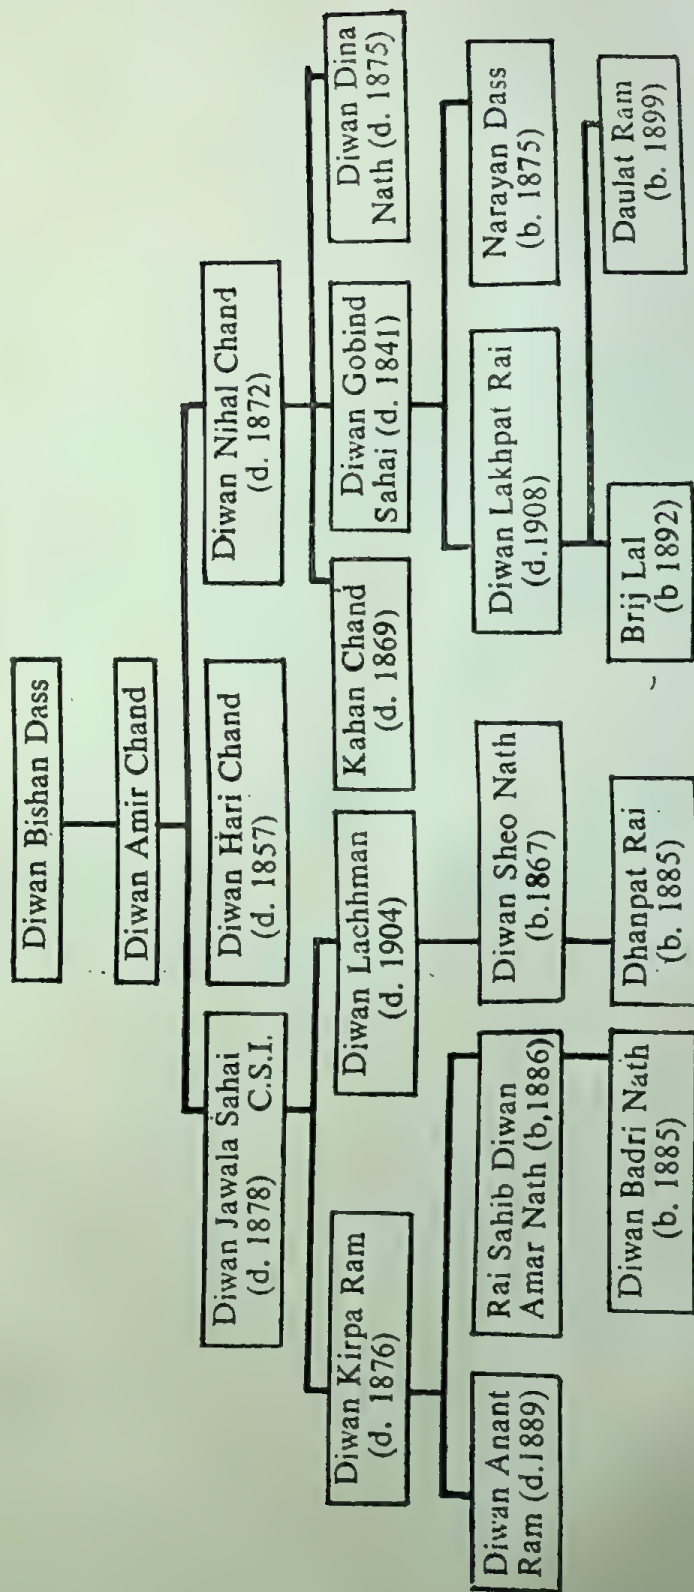 Diwan Bishan Dass
Diwan Amir Chand
Diwan Jawala Sahai
(d. 1878) C.S.I.
Diwan Hari Chand
(d. 1857)
Diwan Nihal Chand
(d. 1872)
Diwan Kirpa Ram
(d. 1876)
Diwan Lachhman
(d. 1904)
Kahan Chand
(d. 1869)
Diwan Gobind
Sahai (d. 1841)
Diwan Dina
Nath (d. 1875)
Diwan Anant
Ram (d.1889)
Rai Sahib Diwan
Amar Nath (b,1886)
Diwan Sheo Nath
(b.1867)
Diwan Lakhpat Rai
(d.1908)
Narayan Dass
(b. 1875)
Diwan Badri Nath
(b. 1885)
Dhanpat Rai
(b. 1885)
Brij Lal
(b 1892)
Daulat Ram
(b. 1899)